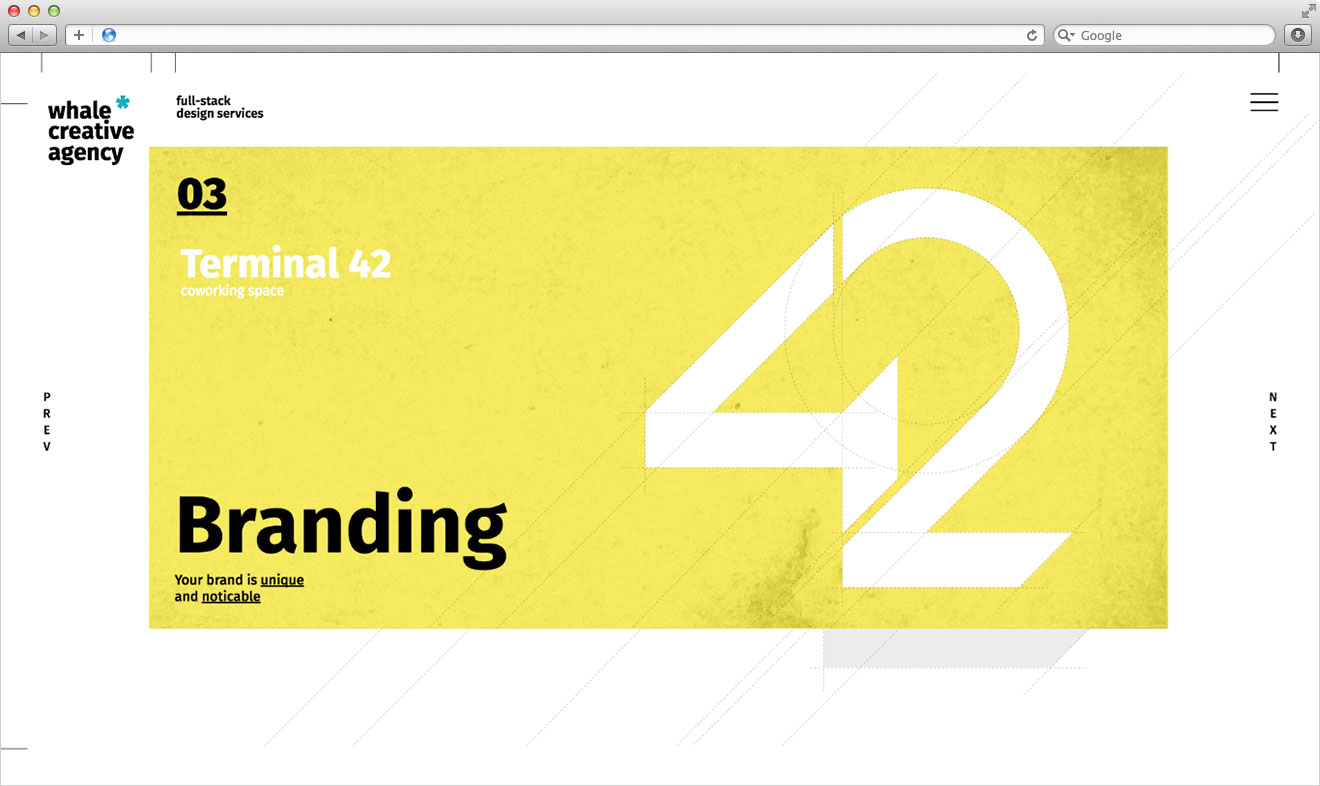 Google
whale*
creative
agency
full-stack
design services
03
Terminal 42
coworking space
42
PREV
NEXT
Branding
Your brand is unique
and noticable